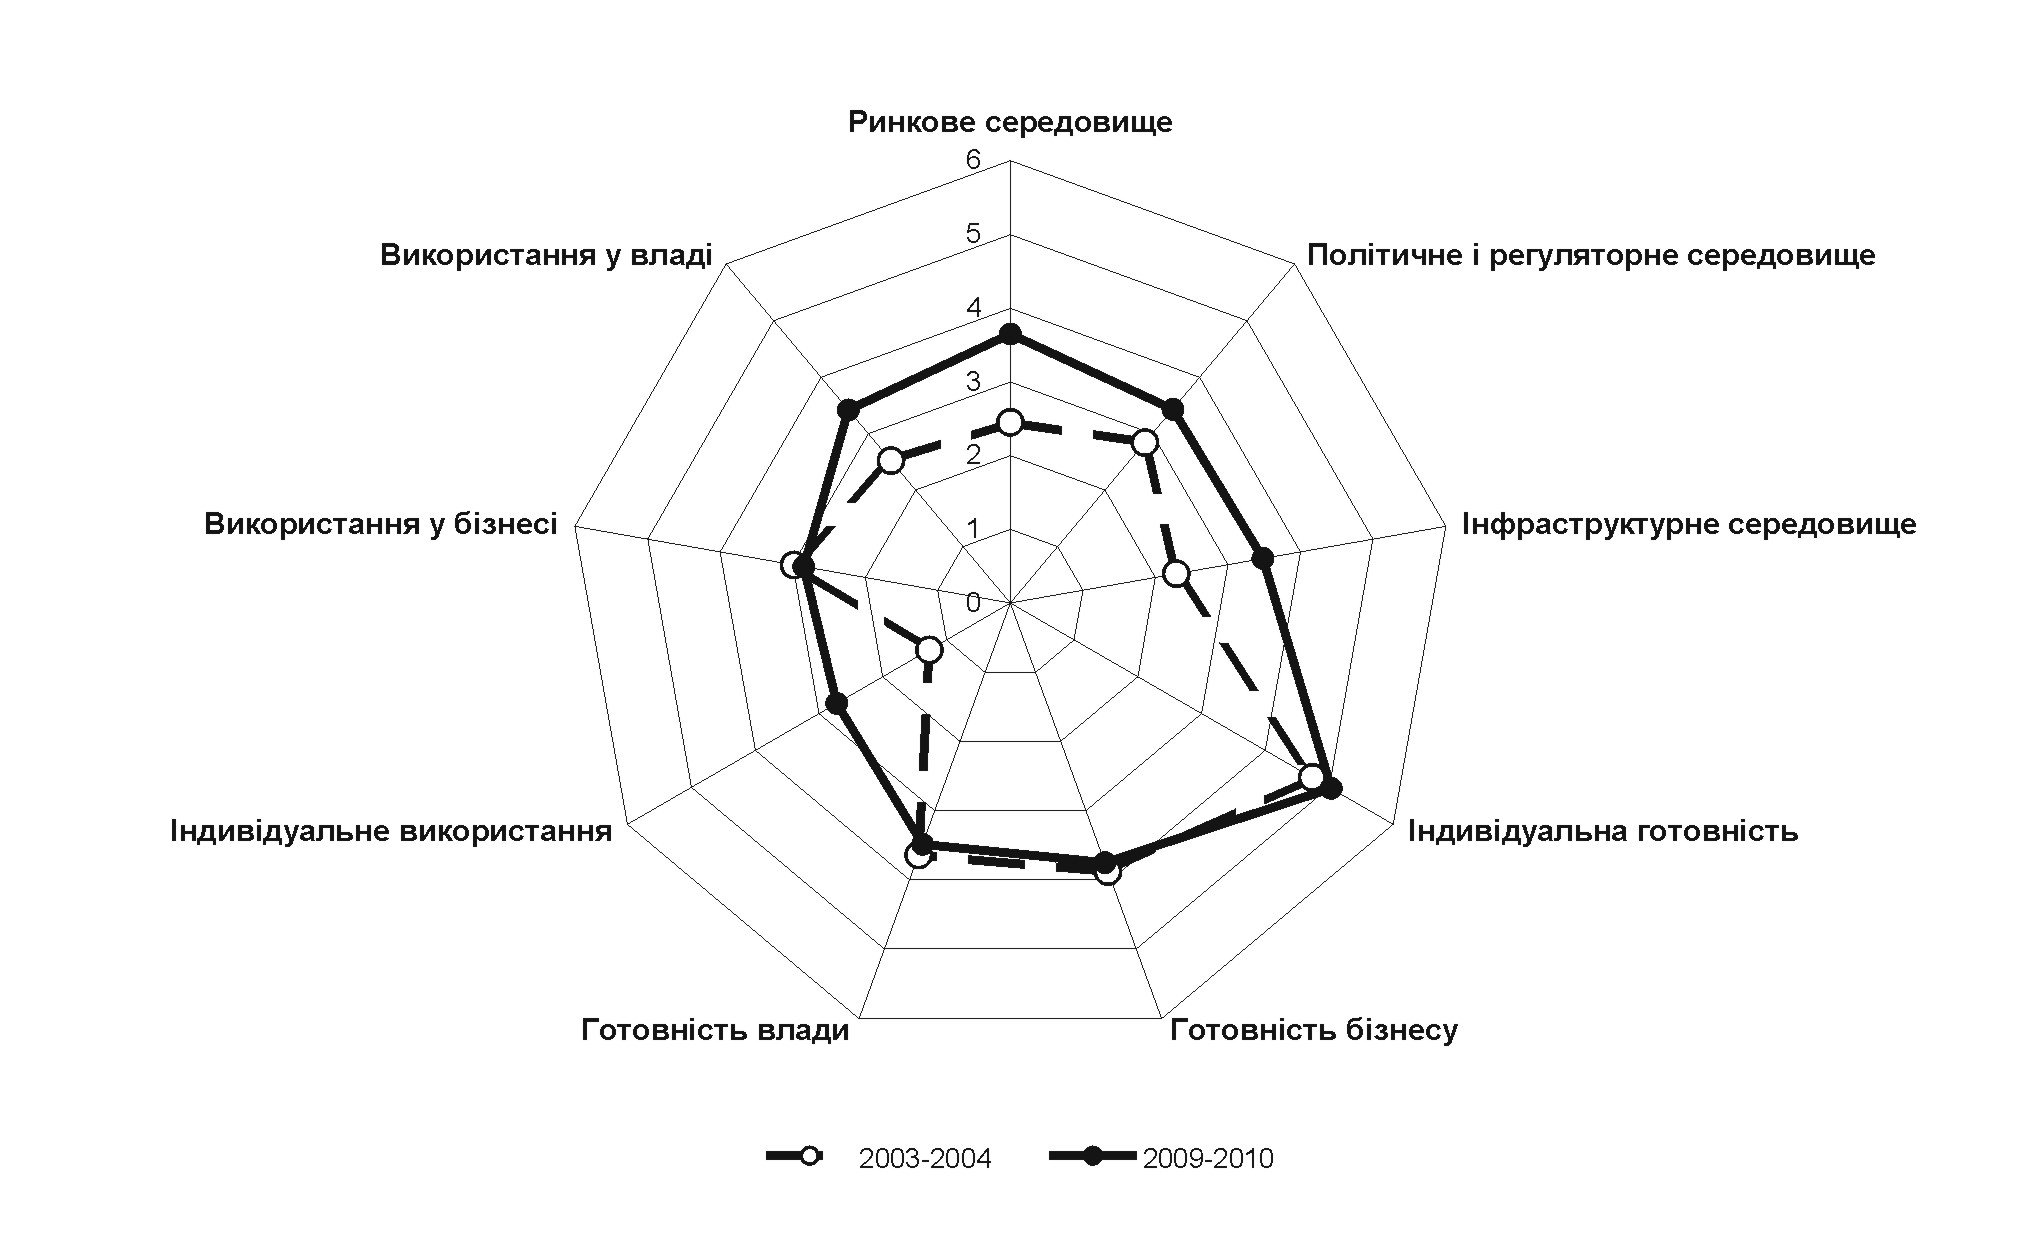 Ринкове середовище
6
Використання у владі
Політичне і регуляторне середовище
5
4
3
2
Використання у бізнесі
Інфраструктурне середовище
1
0
Індивідуальне використання
Індивідуальна готовність
Готовність влади
Готовність бізнесу
2003-2004
2009-2010